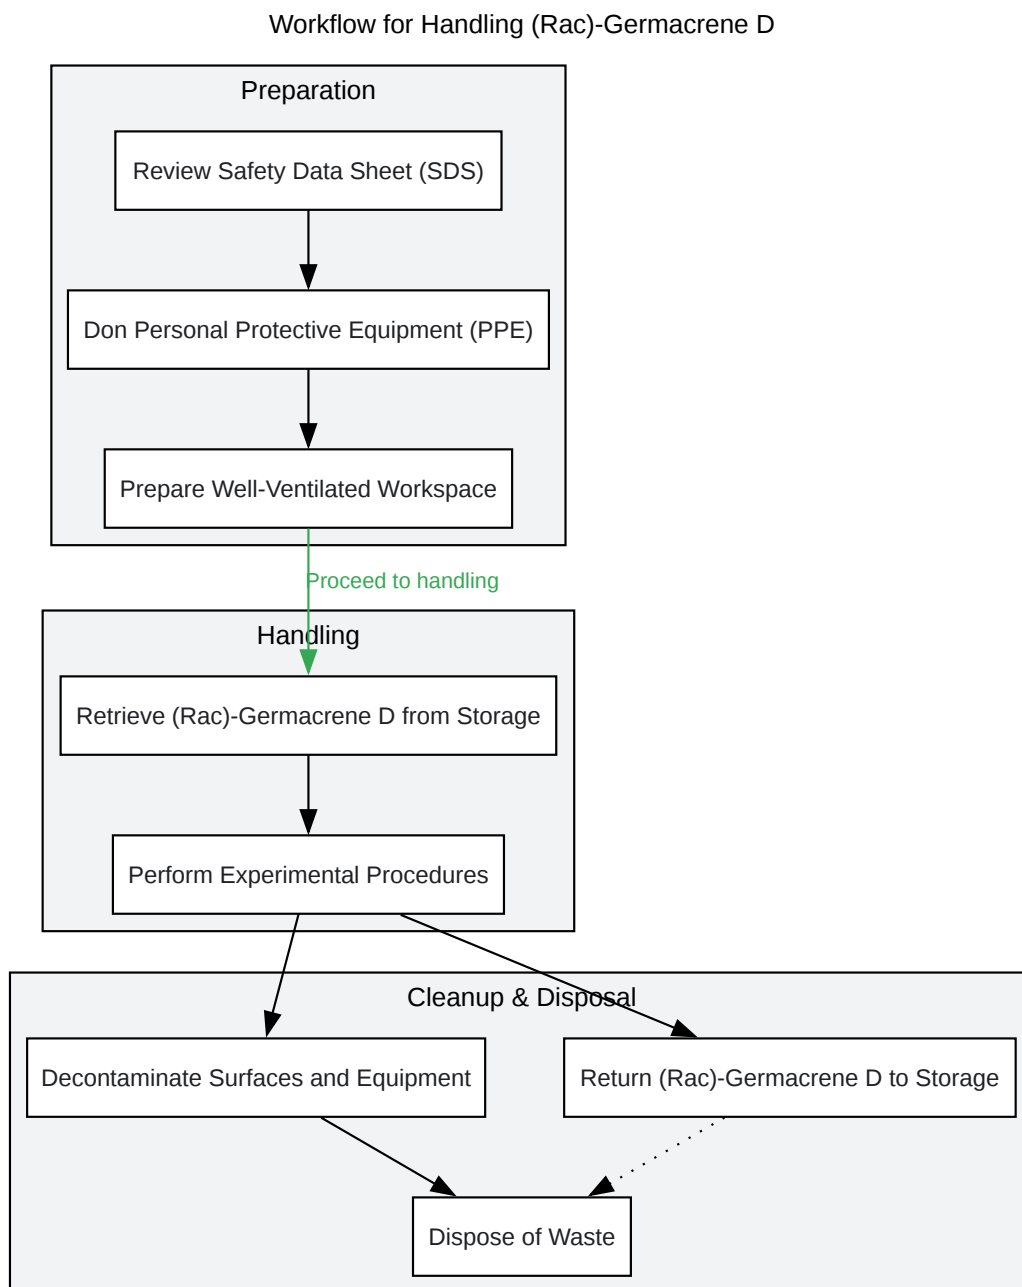 Workflow for Handling (Rac)-Germacrene D
Preparation
Review Safety Data Sheet (SDS)
Don Personal Protective Equipment (PPE)
Prepare Well-Ventilated Workspace
Proceed to handling
Handling
Retrieve (Rac)-Germacrene D from Storage
Perform Experimental Procedures
Cleanup & Disposal
Decontaminate Surfaces and Equipment
Return (Rac)-Germacrene D to Storage
Dispose of Waste